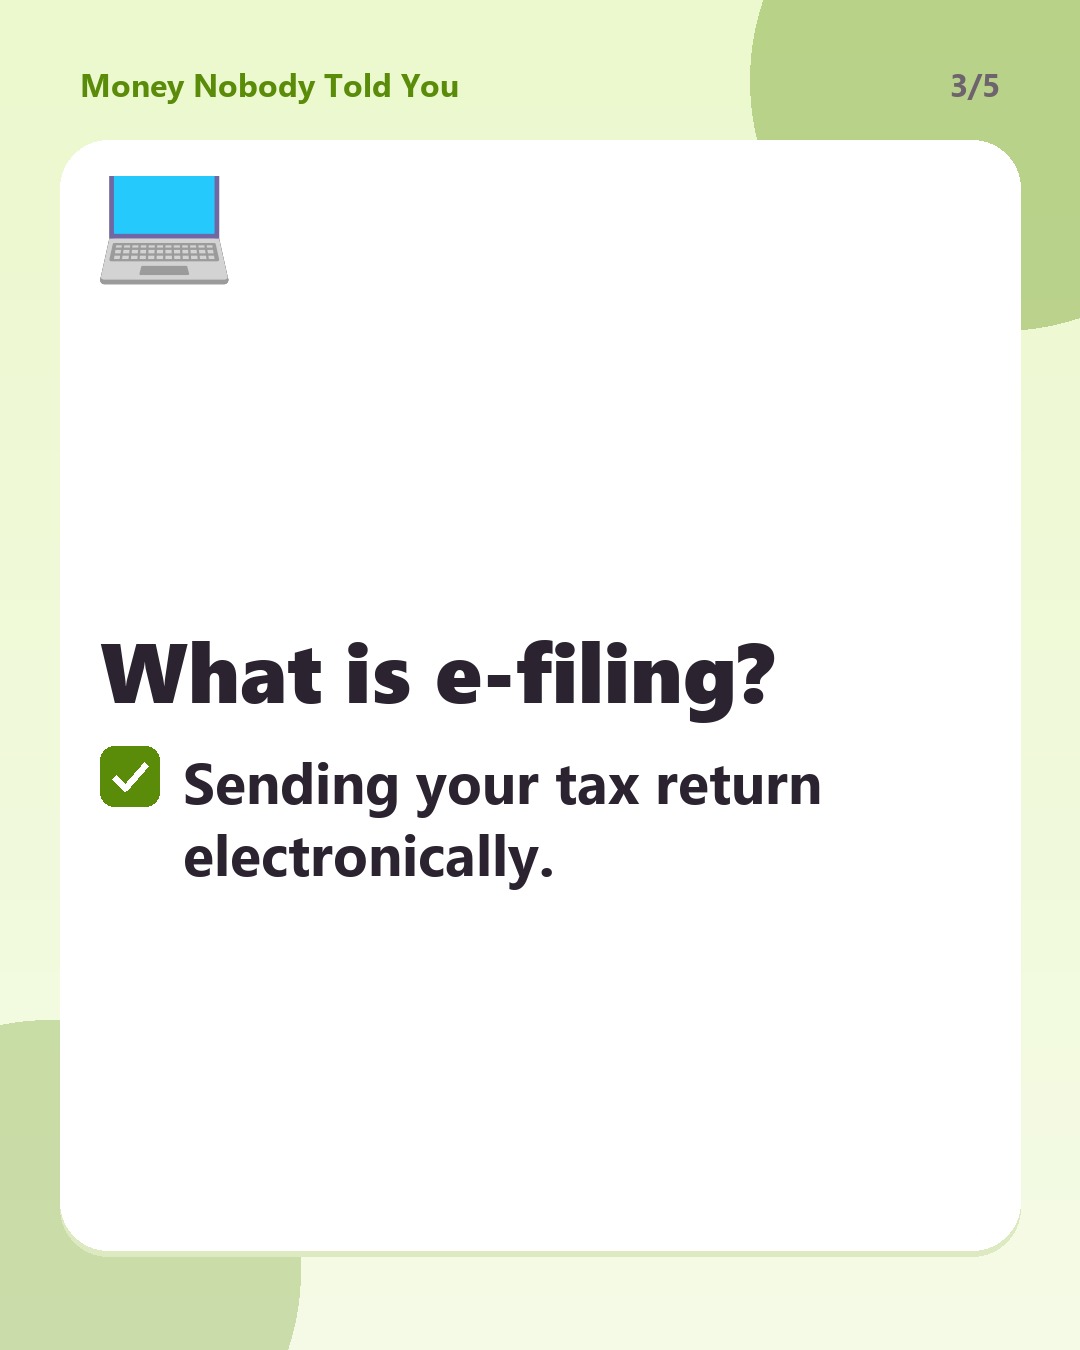 Money Nobody Told You
3/5
What is e-filing?
Sending your tax return
electronically.